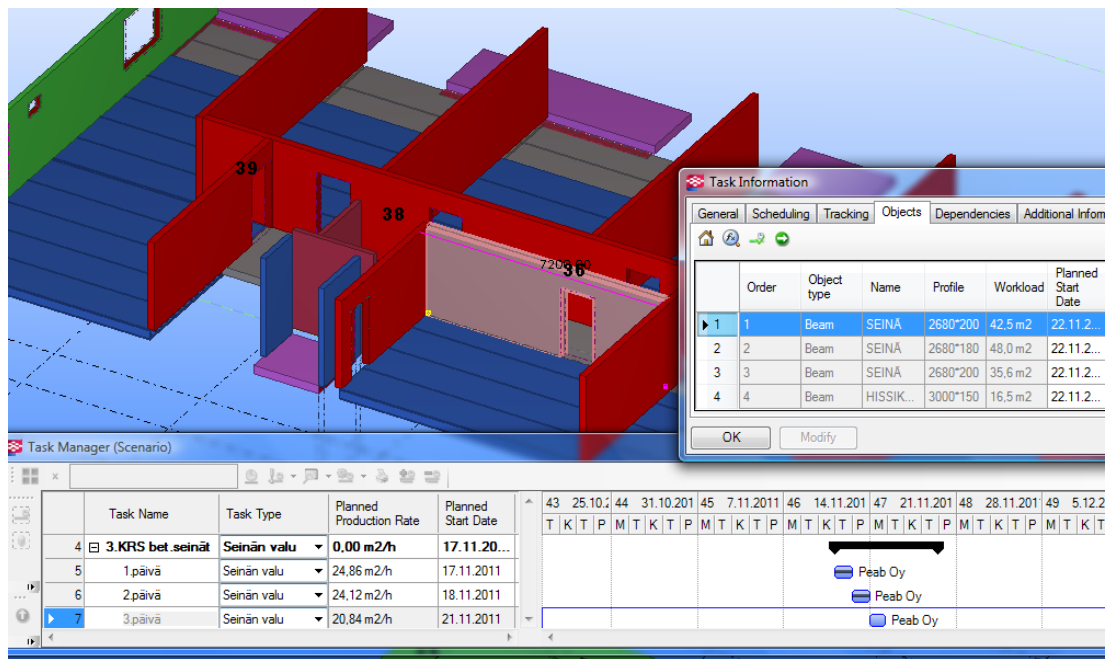 39
38
36
Task Information
General Scheduling Tracking Objects Dependencies Additional Inform
Order Object type Name Profile Workload Planned Start Date
1 1 Beam SEINÄ 2680*200 42,5 m2 22.11.2...
2 2 Beam SEINÄ 2680*180 48,0 m2 22.11.2...
3 3 Beam SEINÄ 2680*200 35,6 m2 22.11.2...
4 4 Beam HISSIK... 3000*150 16,5 m2 22.11.2...
OK Modify
Task Manager (Scenario)
Task Name Task Type Planned Production Rate Planned Start Date
43 25.10.2 44 31.10.201 45 7.11.2011 46 14.11.201 47 21.11.201 48 28.11.201 49 5.12.2
T K T P M T K T P M T K T P M T K T P M T K T P M T K T P M T K T
4 3.KRS bet.seinät Seinän valu 0,00 m2/h 17.11.20...
5 1.päivä Seinän valu 24,86 m2/h 17.11.2011 Peab Oy
6 2.päivä Seinän valu 24,12 m2/h 18.11.2011 Peab Oy
7 3.päivä Seinän valu 20,84 m2/h 21.11.2011 Peab Oy